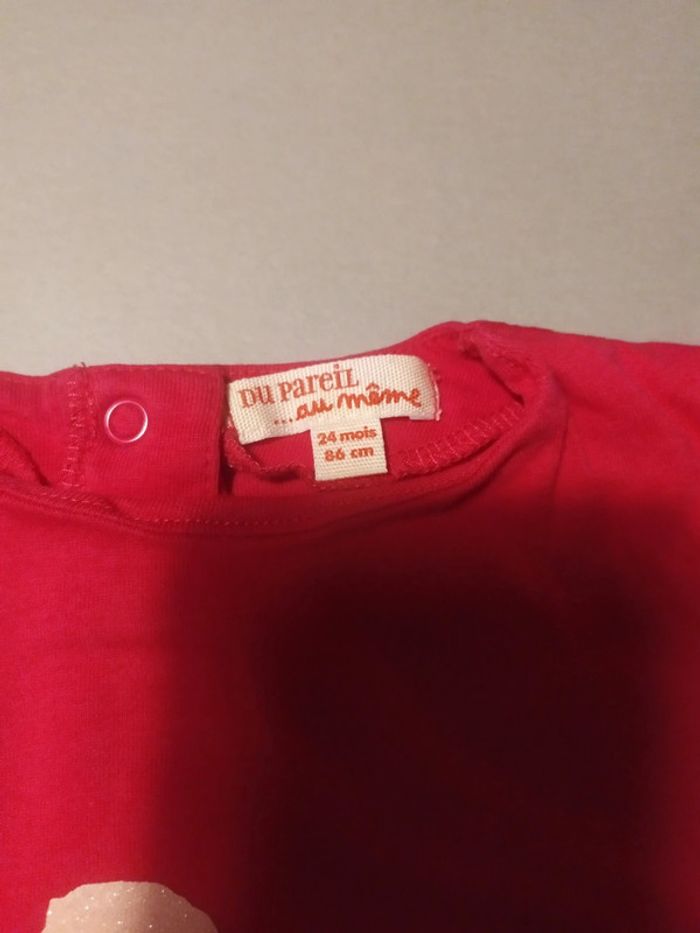 Du Pareil
...au même
24 mois
86 cm